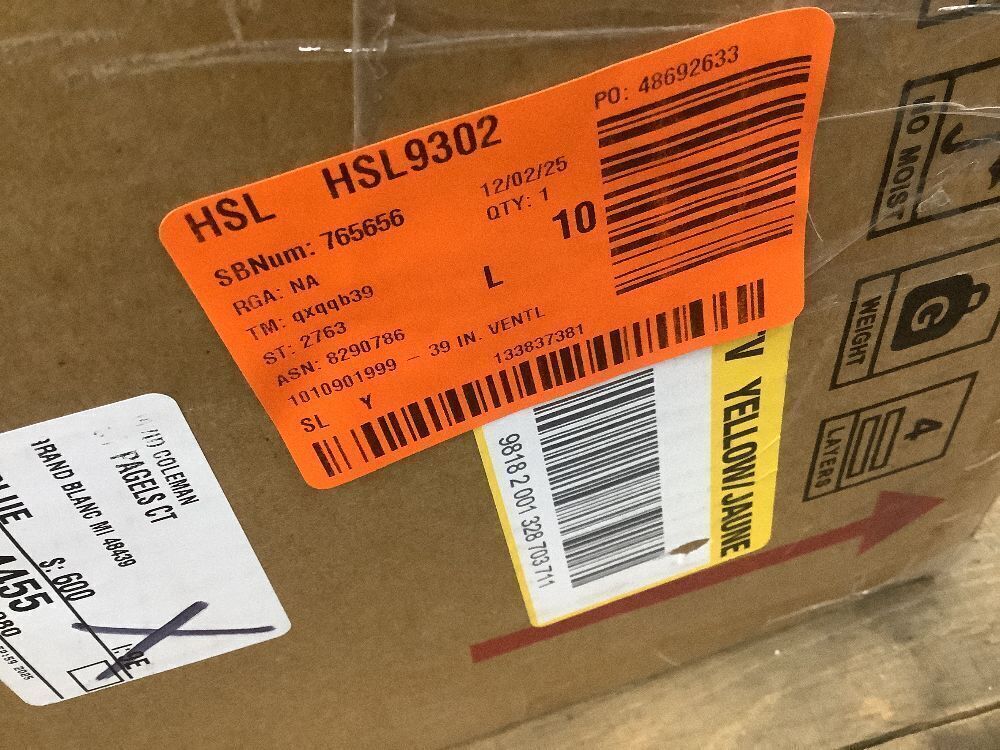 HSL HSL9302
SBNum: 765656
12/02/25
PO: 48692633
RGA: NA
QTY: 1
TM: qxqqb39
L
10
ST: 2763
ASN: 8290786
1010901999 - 39 IN. VENTL
133837381
SL Y
NO MOIST
WEIGHT
G
4
LAYERS
YELLOW/JAUNE
9818 2 001 328 703 711
COLEMAN
PAGELS CT
GRAND BLANC MI 48439
S: 600
1455
2025